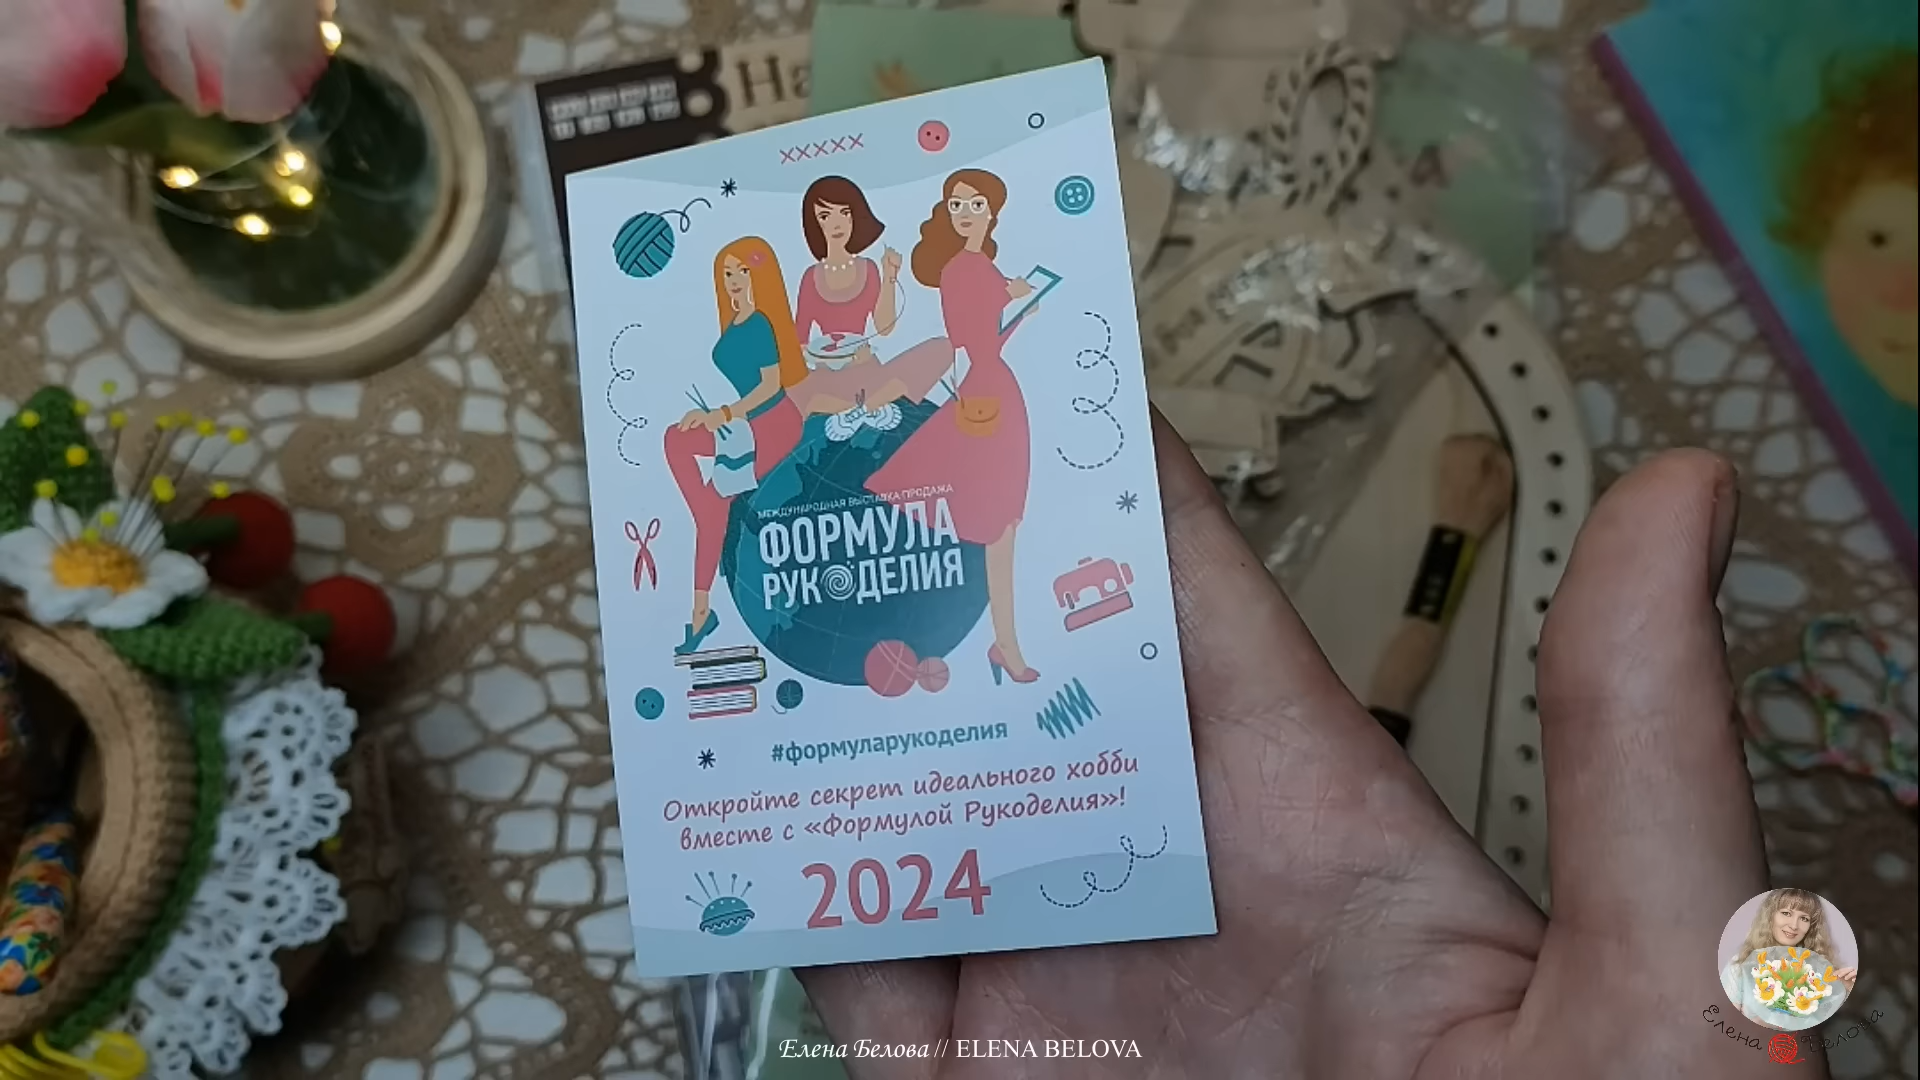 На
ххххх
МЕЖДУНАРОДНАЯ ВЫСТАВКА ПРОДАЖА
ФОРМУЛА
РУКОДЕЛИЯ
#формуларукоделия
Откройте секрет идеального хобби
вместе с «Формулой Рукоделия»!
2024
Елена Белова
Елена Белова // ELENA BELOVA